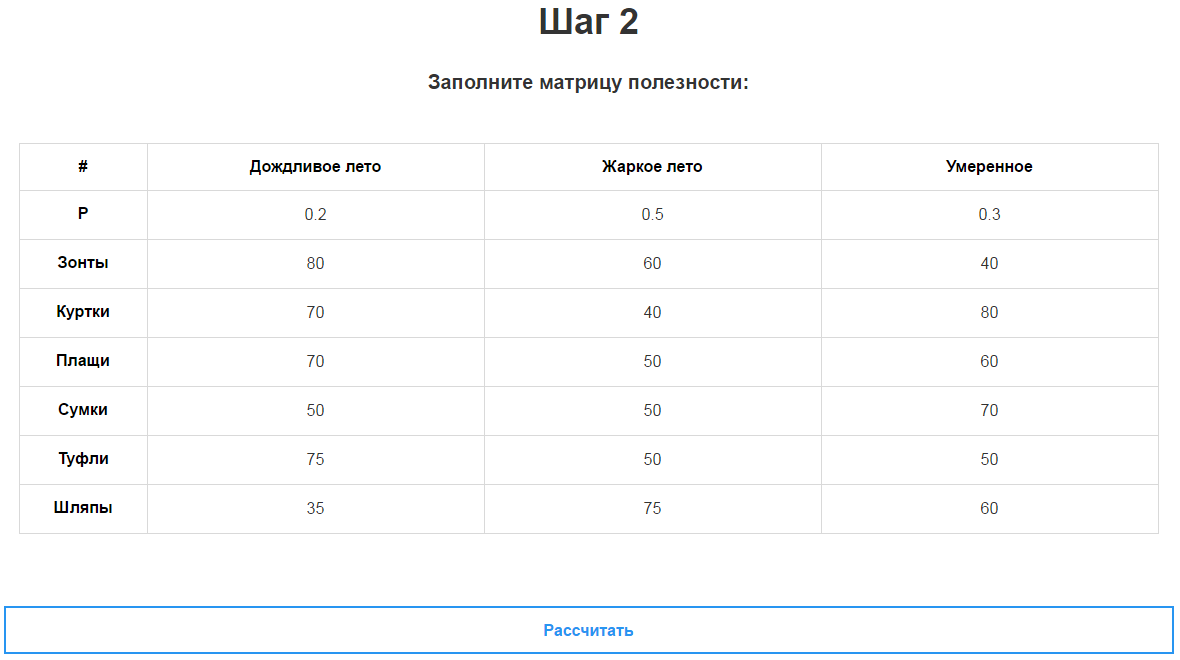 Шаг 2
Заполните матрицу полезности:
# Дождливое лето Жаркое лето Умеренное
P 0.2 0.5 0.3
Зонты 80 60 40
Куртки 70 40 80
Плащи 70 50 60
Сумки 50 50 70
Туфли 75 50 50
Шляпы 35 75 60
Рассчитать